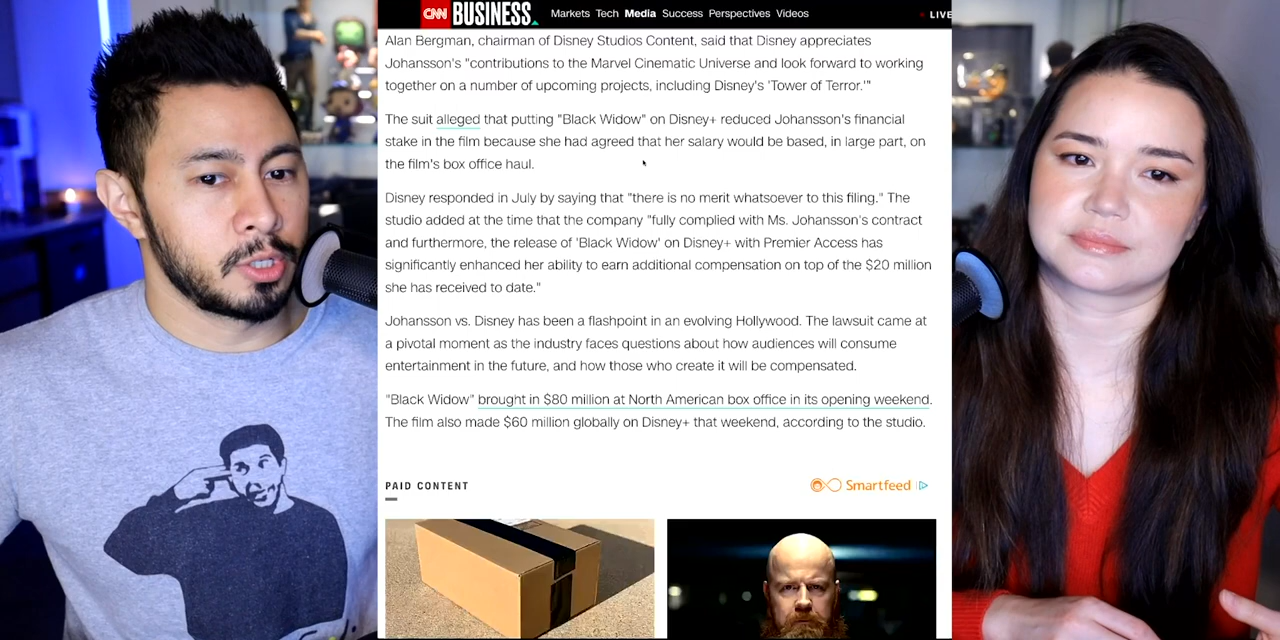 CNN BUSINESS Markets Tech Media Success Perspectives Videos LIVE
Alan Bergman, chairman of Disney Studios Content, said that Disney appreciates
Johansson's "contributions to the Marvel Cinematic Universe and look forward to working
together on a number of upcoming projects, including Disney's 'Tower of Terror.'"
The suit alleged that putting "Black Widow" on Disney+ reduced Johansson's financial
stake in the film because she had agreed that her salary would be based, in large part, on
the film's box office haul.
Disney responded in July by saying that "there is no merit whatsoever to this filing." The
studio added at the time that the company "fully complied with Ms. Johansson's contract
and furthermore, the release of 'Black Widow' on Disney+ with Premier Access has
significantly enhanced her ability to earn additional compensation on top of the $20 million
she has received to date."
Johansson vs. Disney has been a flashpoint in an evolving Hollywood. The lawsuit came at
a pivotal moment as the industry faces questions about how audiences will consume
entertainment in the future, and how those who create it will be compensated.
"Black Widow" brought in $80 million at North American box office in its opening weekend.
The film also made $60 million globally on Disney+ that weekend, according to the studio.
PAID CONTENT
Smartfeed